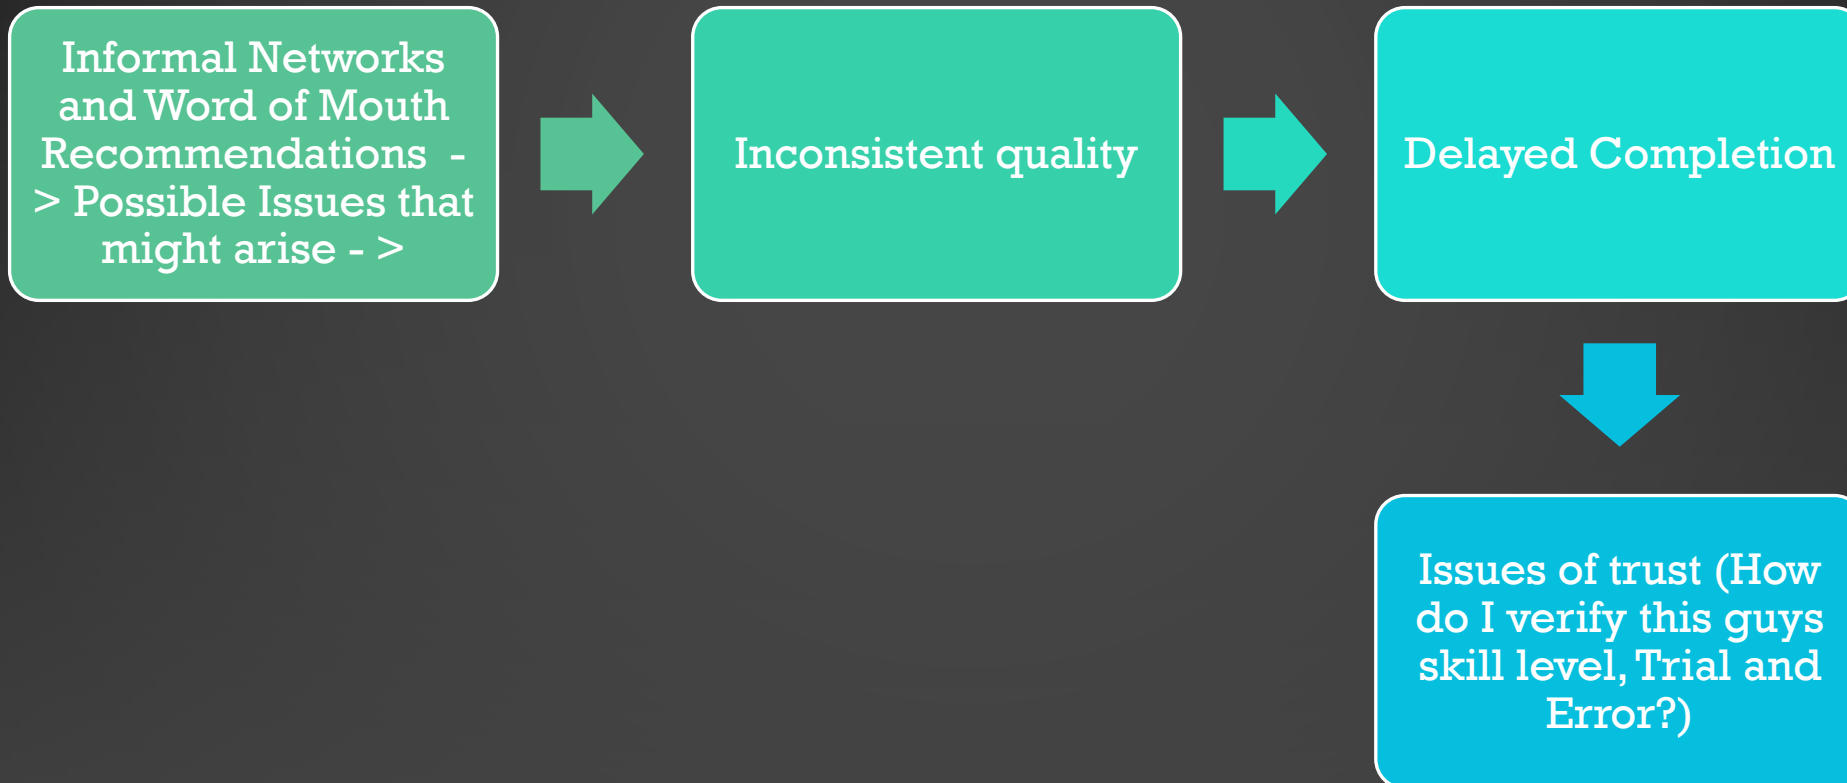 Informal Networks
and Word of Mouth
Recommendations -
> Possible Issues that
might arise - >
Inconsistent quality
Delayed Completion
Issues of trust (How
do I verify this guys
skill level, Trial and
Error?)